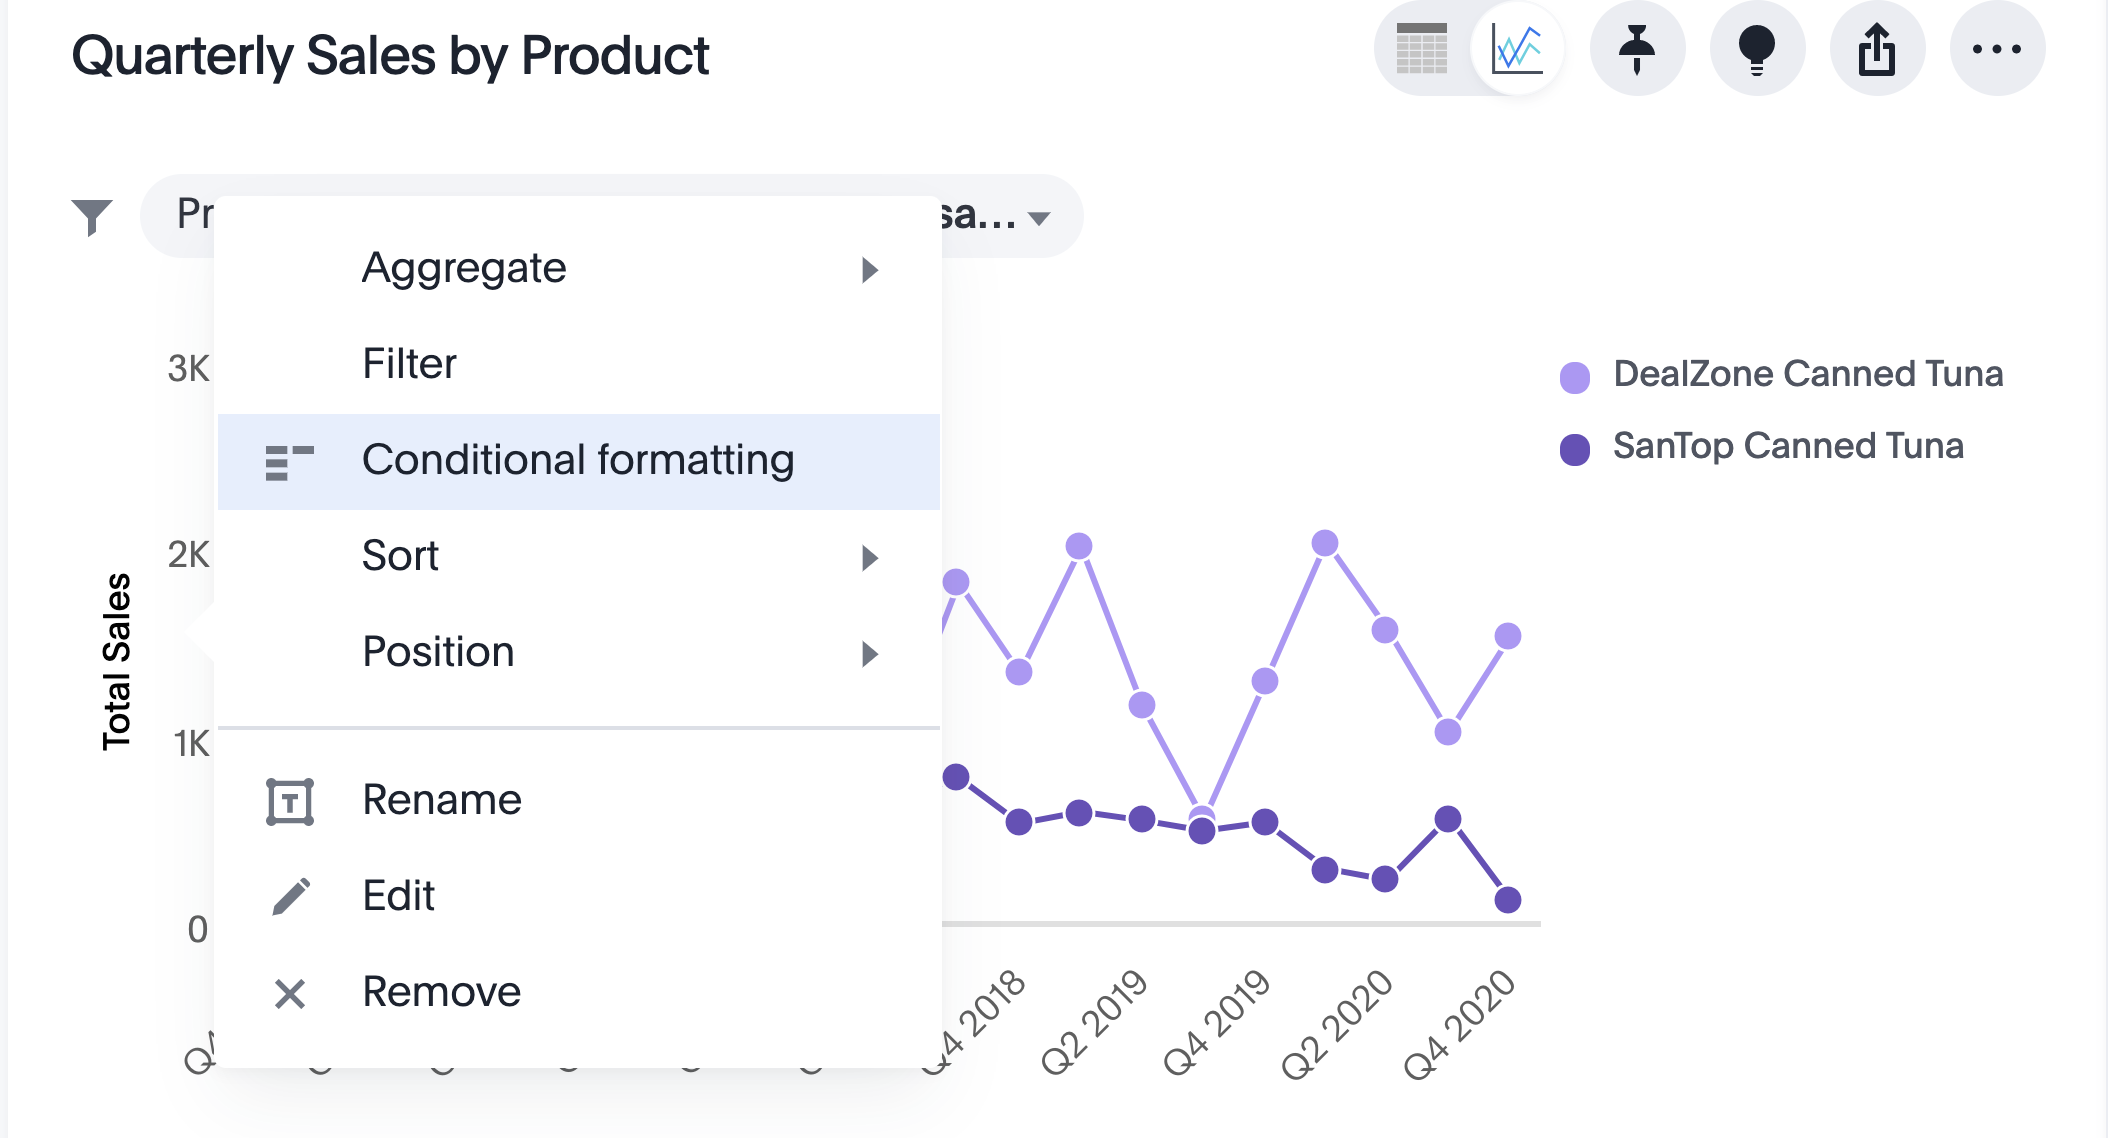 Quarterly Sales by Product
Pr
sa...
Aggregate
Filter
Conditional formatting
Sort
Position
Rename
Edit
Remove
3K
2K
1K
0
Total Sales
DealZone Canned Tuna
SanTop Canned Tuna
Q4 2018
Q2 2019
Q4 2019
Q2 2020
Q4 2020